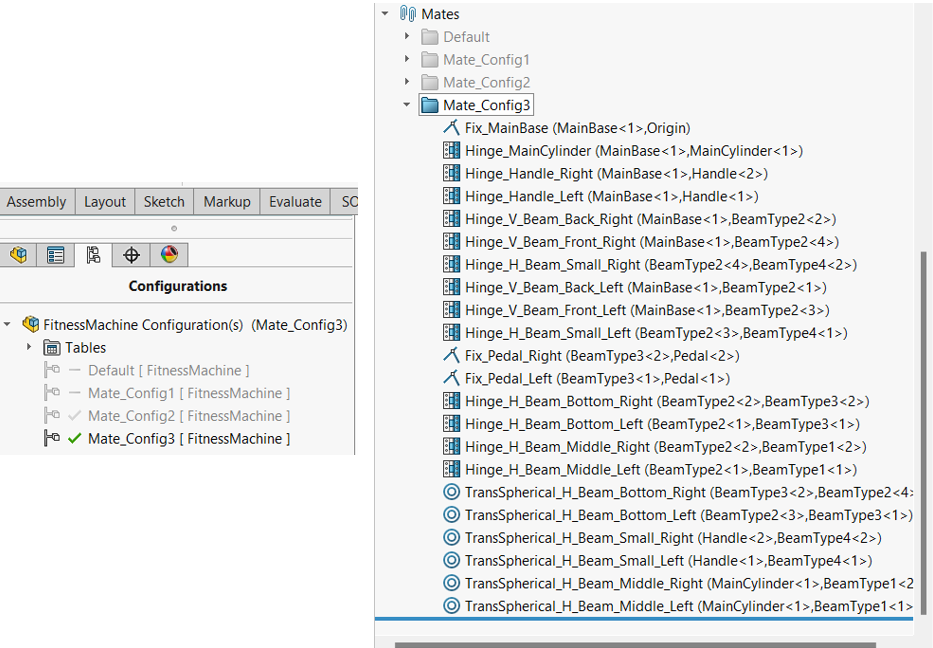 Assembly Layout Sketch Markup Evaluate SO
Configurations
FitnessMachine Configuration(s) (Mate_Config3)
Tables
Default [ FitnessMachine ]
Mate_Config1 [ FitnessMachine ]
Mate_Config2 [ FitnessMachine ]
Mate_Config3 [ FitnessMachine ]
Mates
Default
Mate_Config1
Mate_Config2
Mate_Config3
Fix_MainBase (MainBase<1>,Origin)
Hinge_MainCylinder (MainBase<1>,MainCylinder<1>)
Hinge_Handle_Right (MainBase<1>,Handle<2>)
Hinge_Handle_Left (MainBase<1>,Handle<1>)
Hinge_V_Beam_Back_Right (MainBase<1>,BeamType2<2>)
Hinge_V_Beam_Front_Right (MainBase<1>,BeamType2<4>)
Hinge_H_Beam_Small_Right (BeamType2<4>,BeamType4<2>)
Hinge_V_Beam_Back_Left (MainBase<1>,BeamType2<1>)
Hinge_V_Beam_Front_Left (MainBase<1>,BeamType2<3>)
Hinge_H_Beam_Small_Left (BeamType2<3>,BeamType4<1>)
Fix_Pedal_Right (BeamType3<2>,Pedal<2>)
Fix_Pedal_Left (BeamType3<1>,Pedal<1>)
Hinge_H_Beam_Bottom_Right (BeamType2<2>,BeamType3<2>)
Hinge_H_Beam_Bottom_Left (BeamType2<1>,BeamType3<1>)
Hinge_H_Beam_Middle_Right (BeamType2<2>,BeamType1<2>)
Hinge_H_Beam_Middle_Left (BeamType2<1>,BeamType1<1>)
TransSpherical_H_Beam_Bottom_Right (BeamType3<2>,BeamType2<4>
TransSpherical_H_Beam_Bottom_Left (BeamType2<3>,BeamType3<1>)
TransSpherical_H_Beam_Small_Right (Handle<2>,BeamType4<2>)
TransSpherical_H_Beam_Small_Left (Handle<1>,BeamType4<1>)
TransSpherical_H_Beam_Middle_Right (MainCylinder<1>,BeamType1<2
TransSpherical_H_Beam_Middle_Left (MainCylinder<1>,BeamType1<1>